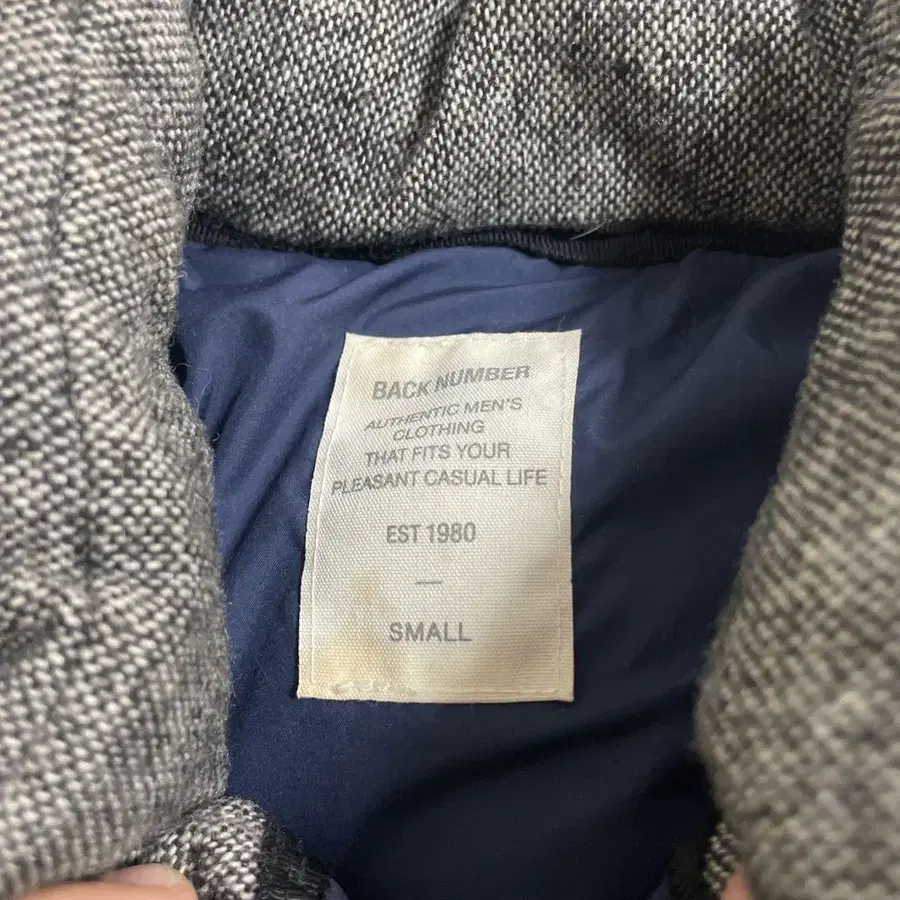 BACK NUMBER
AUTHENTIC MEN'S
CLOTHING
THAT FITS YOUR
PLEASANT CASUAL LIFE
EST 1980
—
SMALL